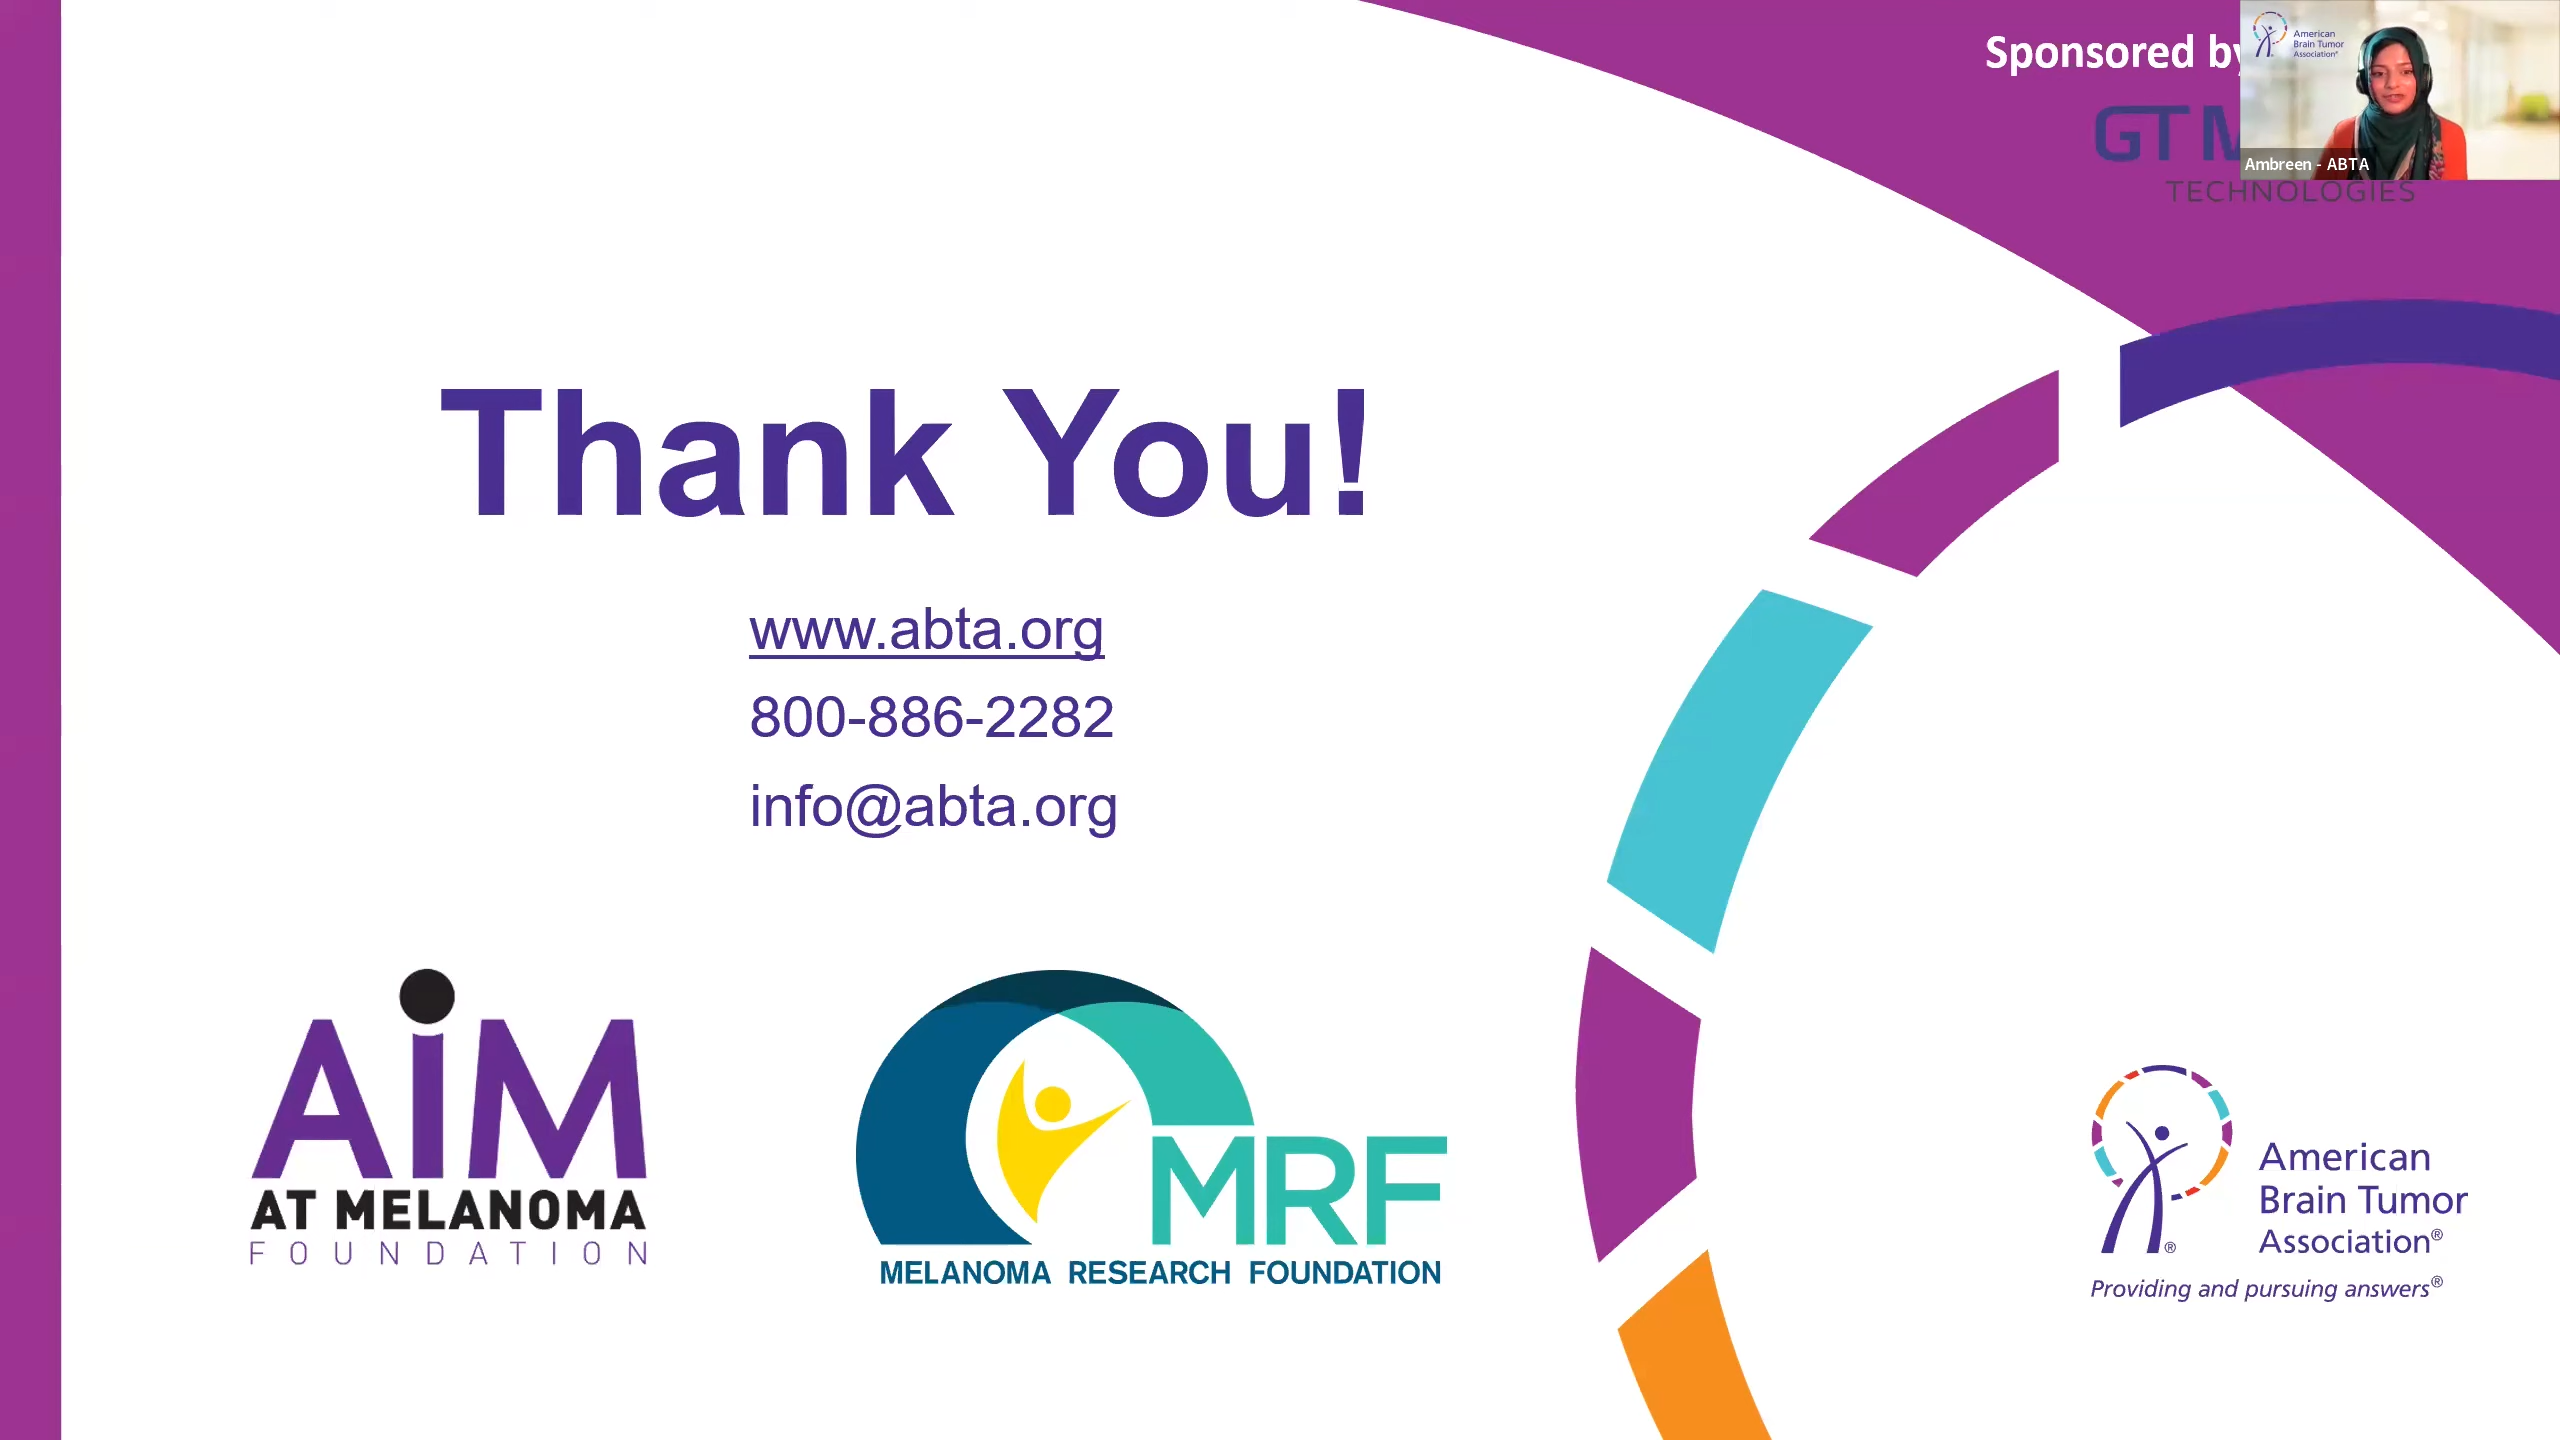 Sponsored by
American
Brain Tumor
Association®
GT
TECHNOLOGIES
Ambreen - ABTA
Thank You!
www.abta.org
800-886-2282
info@abta.org
AiM
AT MELANOMA
FOUNDATION
MRF
MELANOMA RESEARCH FOUNDATION
American
Brain Tumor
Association®
®
Providing and pursuing answers®